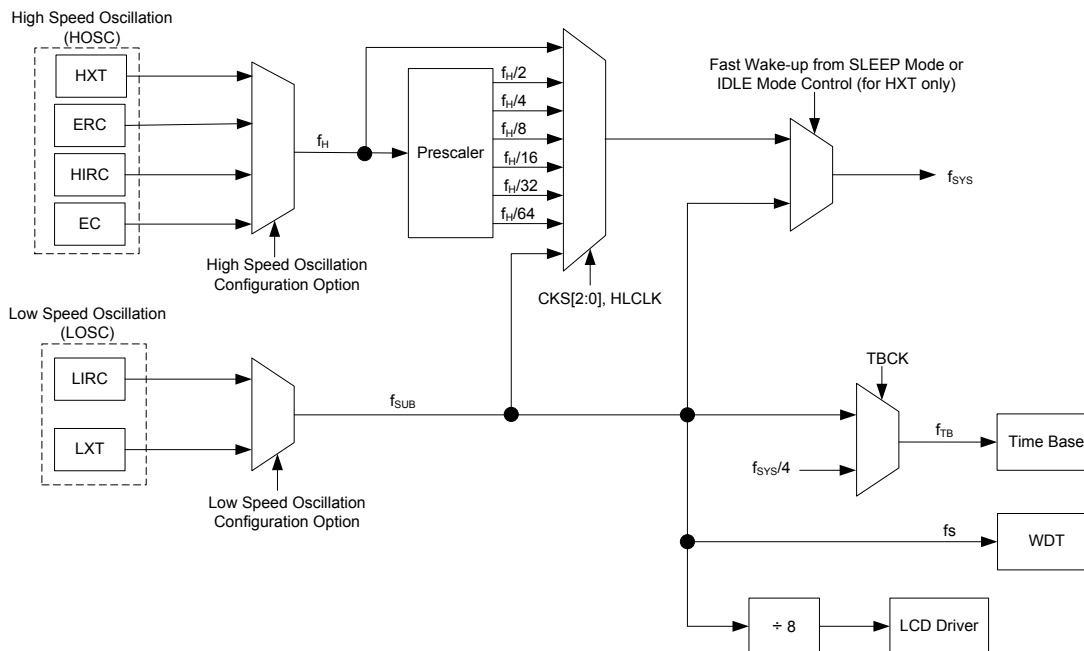 High Speed Oscillation
(HOSC)
HXT
ERC
HIRC
EC
High Speed Oscillation
Configuration Option
fH
Prescaler
fH/2
fH/4
fH/8
fH/16
fH/32
fH/64
CKS[2:0], HLCLK
Fast Wake-up from SLEEP Mode or
IDLE Mode Control (for HXT only)
fSYS
Low Speed Oscillation
(LOSC)
LIRC
LXT
Low Speed Oscillation
Configuration Option
fSUB
TBCK
fSYS/4
fTB
Time Base
fs
WDT
÷ 8
LCD Driver